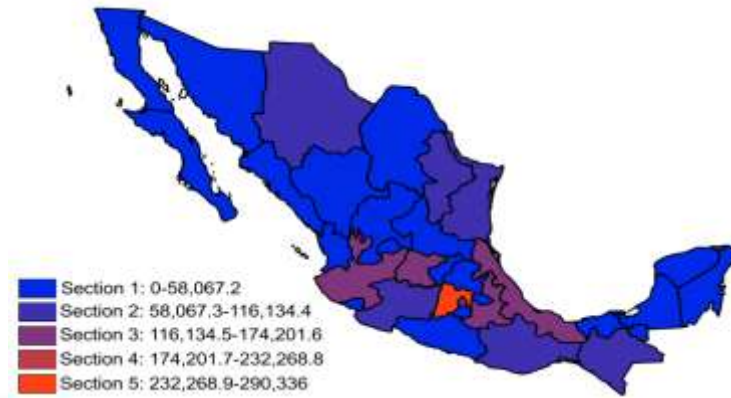 Section 1: 0-58,067.2
Section 2: 58,067.3-116,134.4
Section 3: 116,134.5-174,201.6
Section 4: 174,201.7-232,268.8
Section 5: 232,268.9-290,336